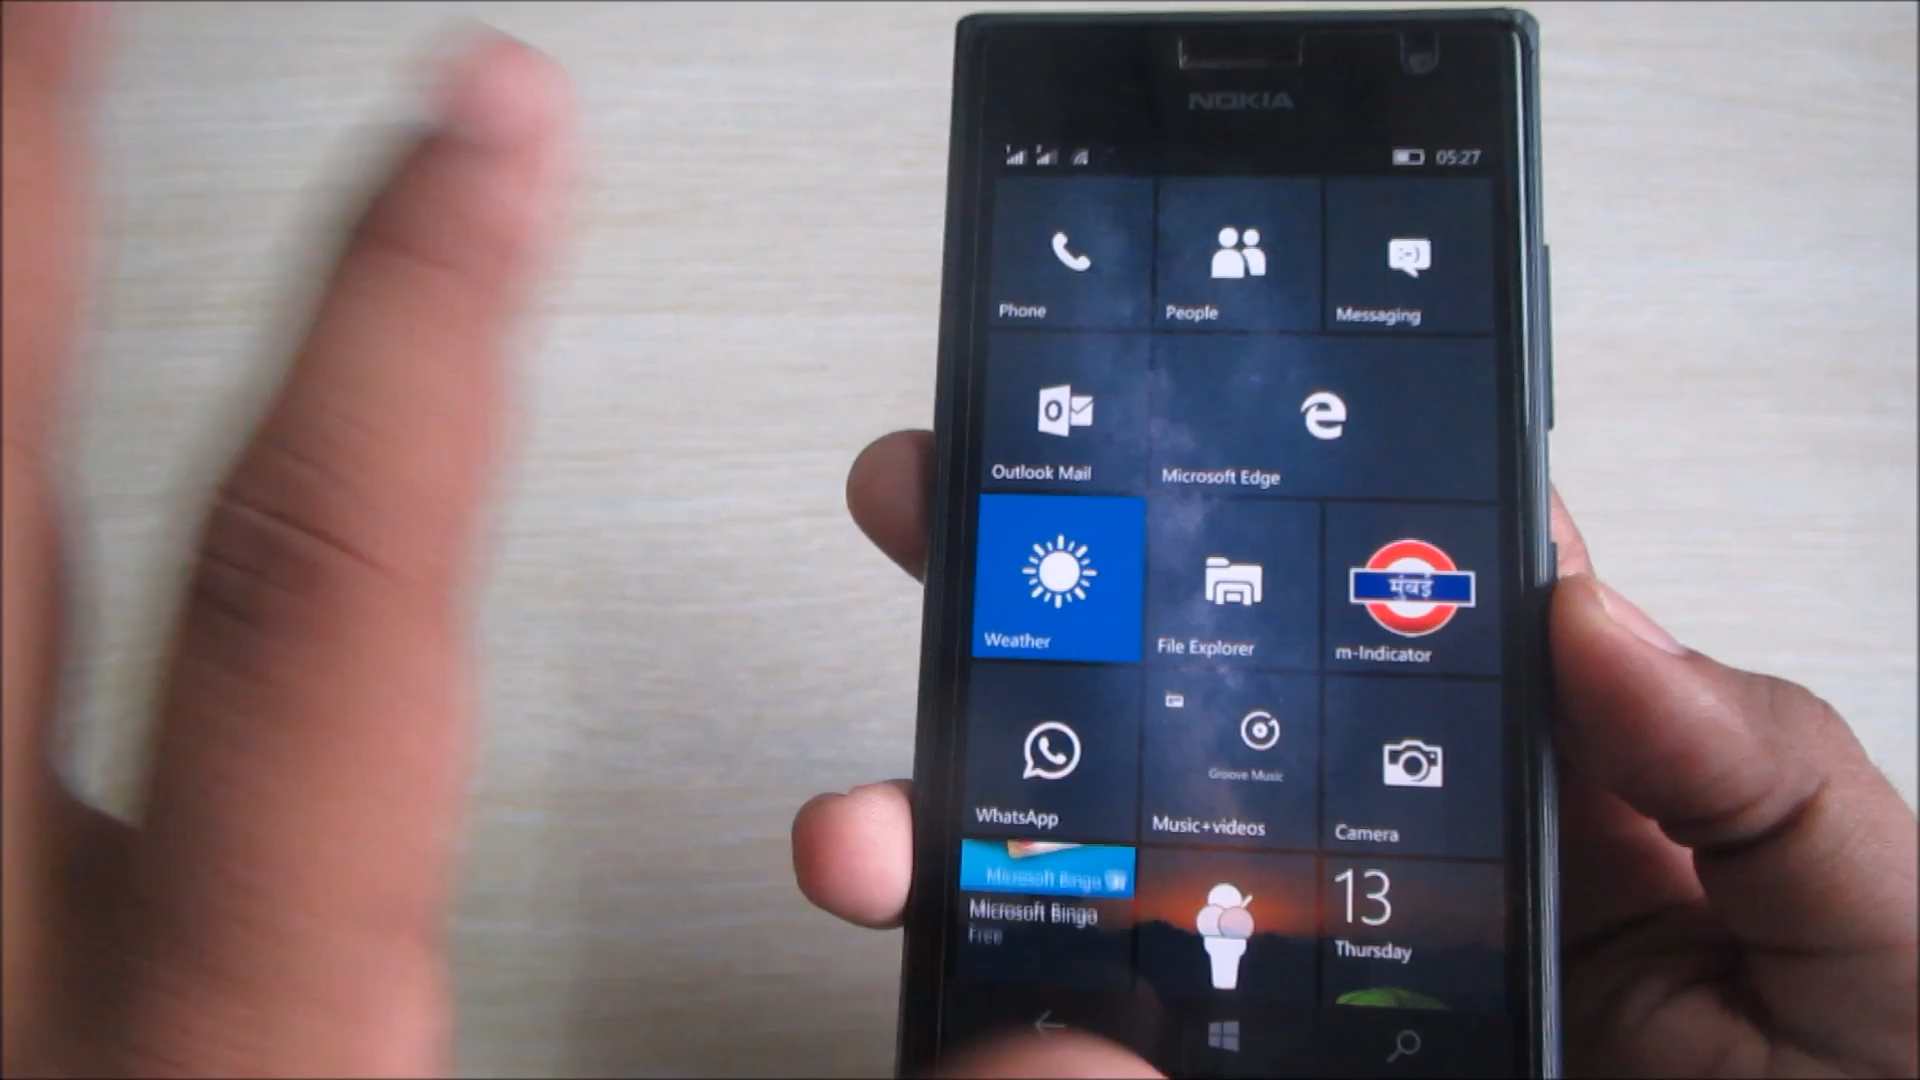 NOKIA
05:27
Phone
People
Messaging
Outlook Mail
Microsoft Edge
Weather
File Explorer
मुंबई
m-Indicator
WhatsApp
Groove Music
Music+videos
Camera
Microsoft Bingo
Microsoft Bingo
Free
13
Thursday